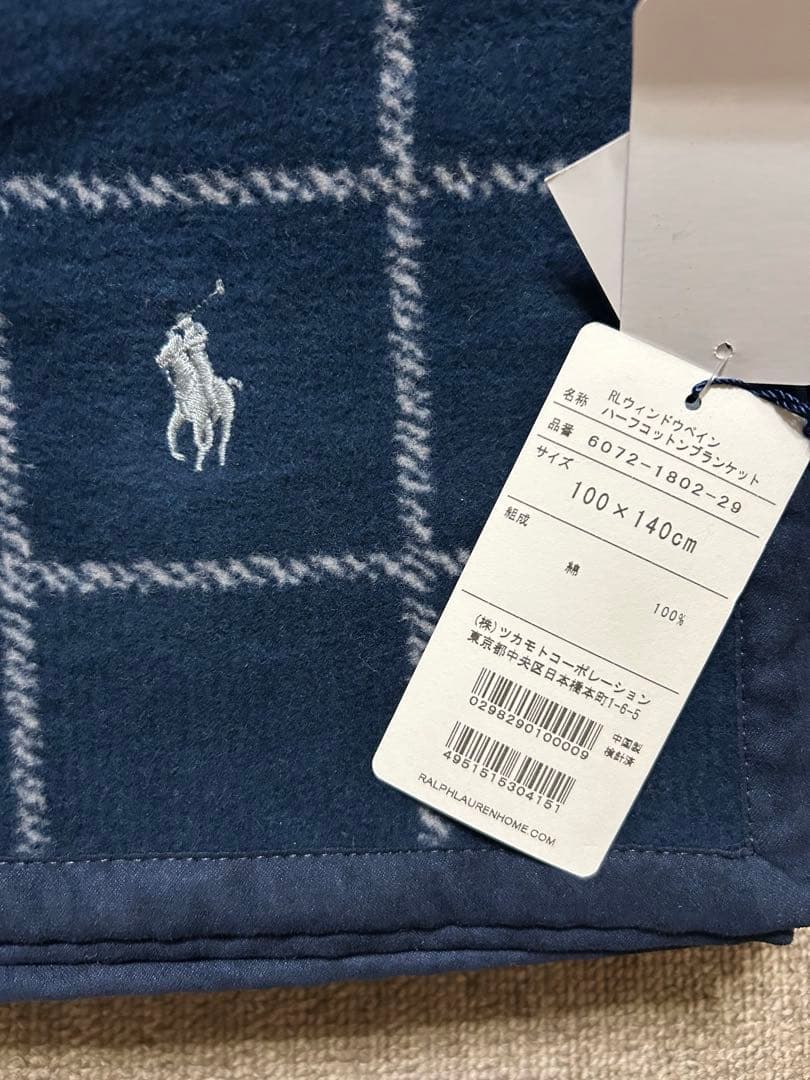 名称 RLウィンドウペイン
ハーフコットンブランケット
品番 6072-1802-29
サイズ
100×140cm
組成
綿 100%
(株)ツカモトコーポレーション
東京都中央区日本橋本町1-6-5
0298290100009
中国製
検針済
4951515304151
RALPHLAURENHOME.COM